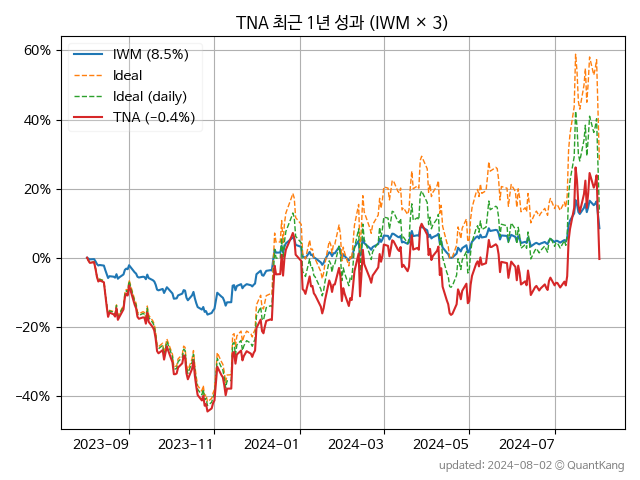 TNA 최근 1년 성과 (IWM × 3)
IWM (8.5%)
Ideal
Ideal (daily)
TNA (−0.4%)
60%
40%
20%
0%
−20%
−40%
2023-09
2023-11
2024-01
2024-03
2024-05
2024-07
updated: 2024-08-02 © QuantKang